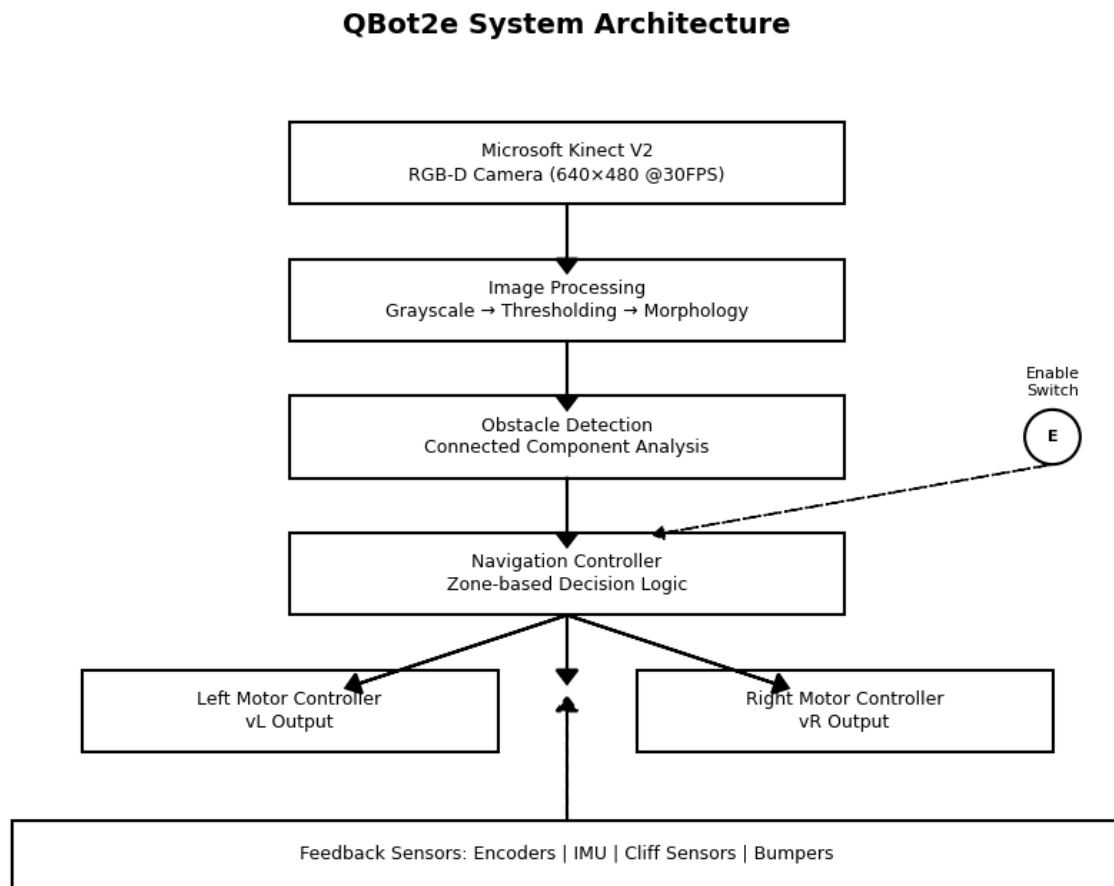 QBot2e System Architecture
Microsoft Kinect V2
RGB-D Camera (640×480 @30FPS)
Image Processing
Grayscale → Thresholding → Morphology
Enable
Switch
E
Obstacle Detection
Connected Component Analysis
Navigation Controller
Zone-based Decision Logic
Left Motor Controller
vL Output
Right Motor Controller
vR Output
Feedback Sensors: Encoders | IMU | Cliff Sensors | Bumpers